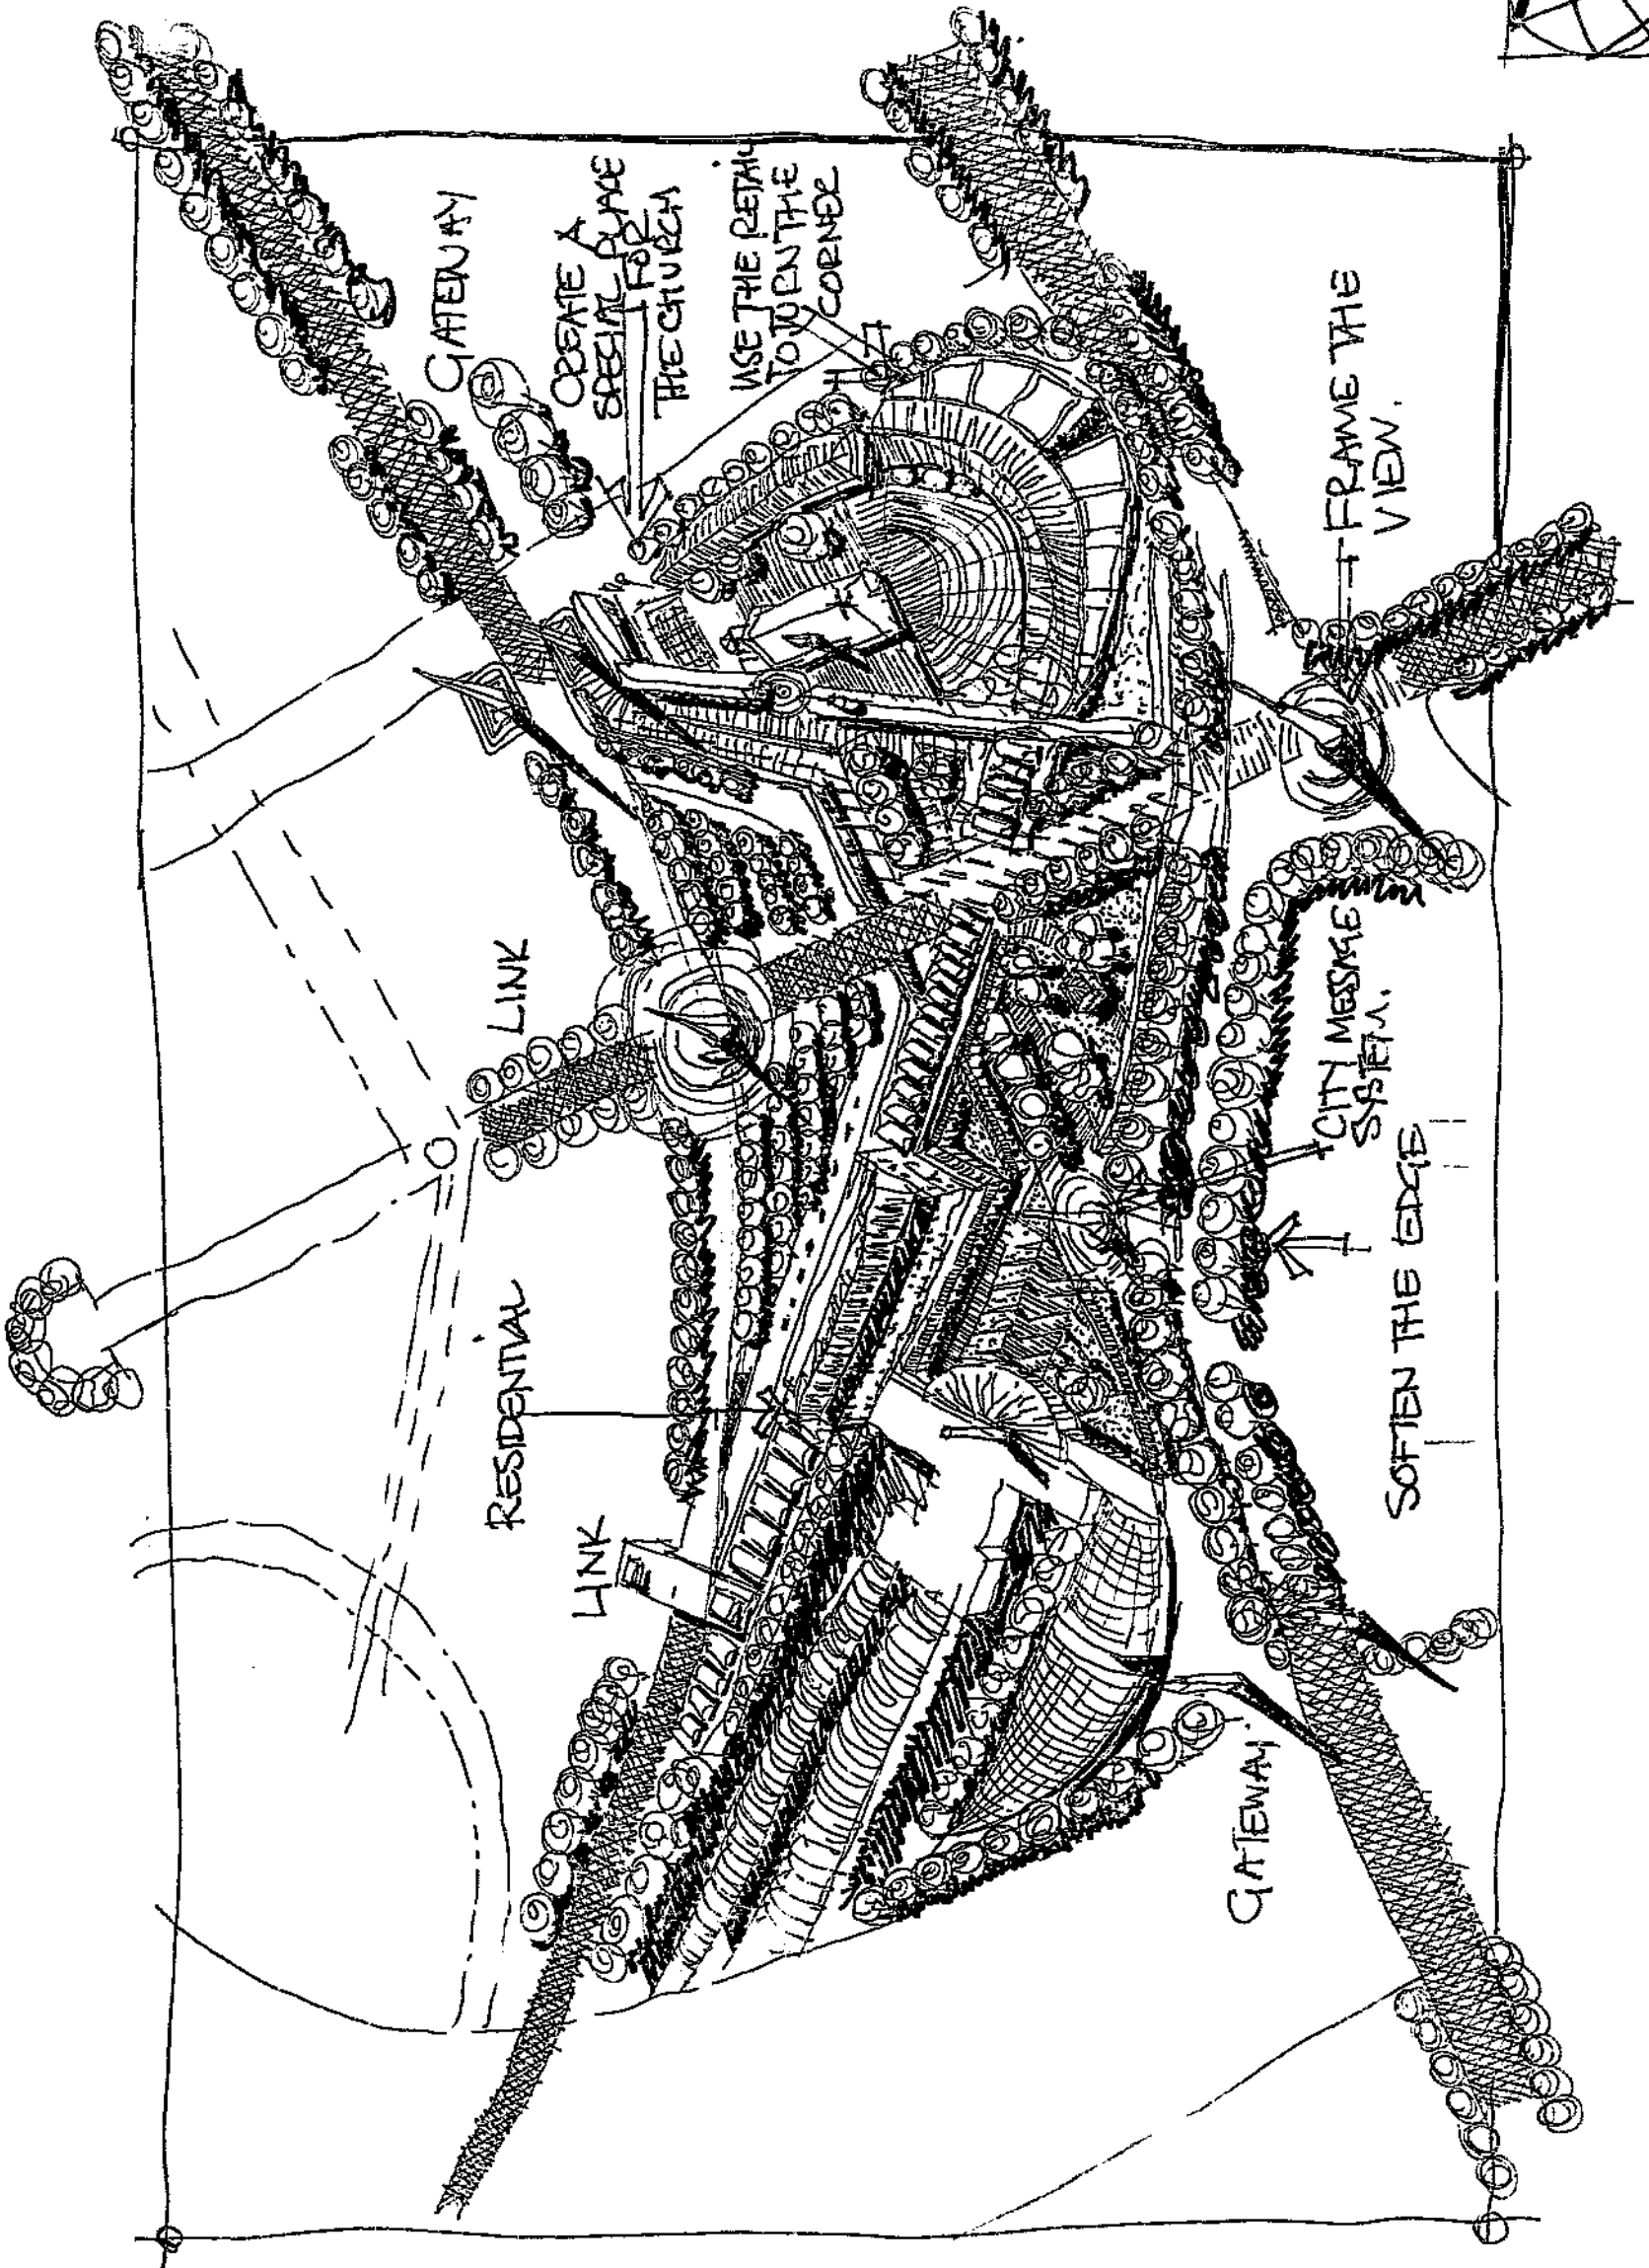 GATEWAY
RESIDENTIAL
LINK
CREATE A
SPECIAL PLACE
FOR
THE CHURCH
LINK
USE THE RETAIL
TO TURN THE
CORNER
GATEWAY.
CITY MESSAGE
SYSTEM.
FRAME THE
VIEW.
SOFTEN THE EDGE